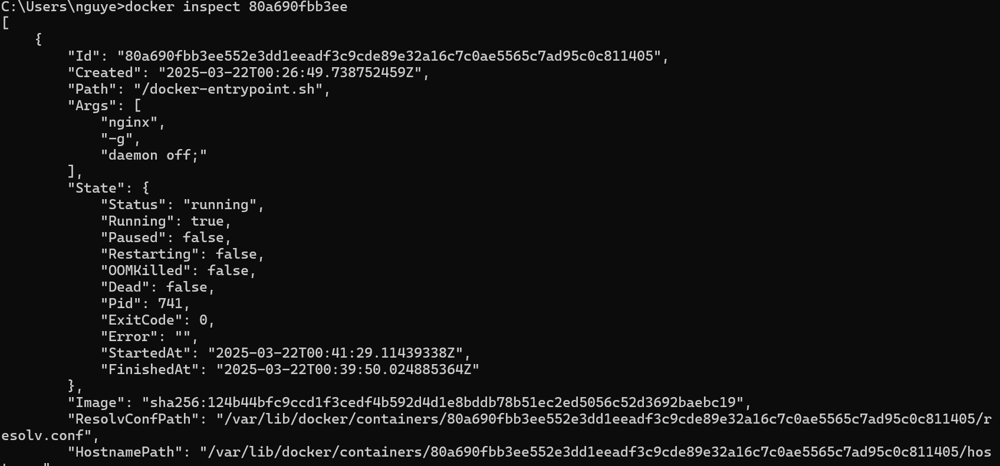 C:\Users\nguye>docker inspect 80a690fbb3ee
[
    {
        "Id": "80a690fbb3ee552e3dd1eeadf3c9cde89e32a16c7c0ae5565c7ad95c0c811405",
        "Created": "2025-03-22T00:26:49.738752459Z",
        "Path": "/docker-entrypoint.sh",
        "Args": [
            "nginx",
            "-g",
            "daemon off;"
        ],
        "State": {
            "Status": "running",
            "Running": true,
            "Paused": false,
            "Restarting": false,
            "OOMKilled": false,
            "Dead": false,
            "Pid": 741,
            "ExitCode": 0,
            "Error": "",
            "StartedAt": "2025-03-22T00:41:29.11439338Z",
            "FinishedAt": "2025-03-22T00:39:50.024885364Z"
        },
        "Image": "sha256:124b44bfc9ccd1f3cedf4b592d4d1e8bddb78b51ec2ed5056c52d3692baebc19",
        "ResolvConfPath": "/var/lib/docker/containers/80a690fbb3ee552e3dd1eeadf3c9cde89e32a16c7c0ae5565c7ad95c0c811405/r
esolv.conf",
        "HostnamePath": "/var/lib/docker/containers/80a690fbb3ee552e3dd1eeadf3c9cde89e32a16c7c0ae5565c7ad95c0c811405/hos